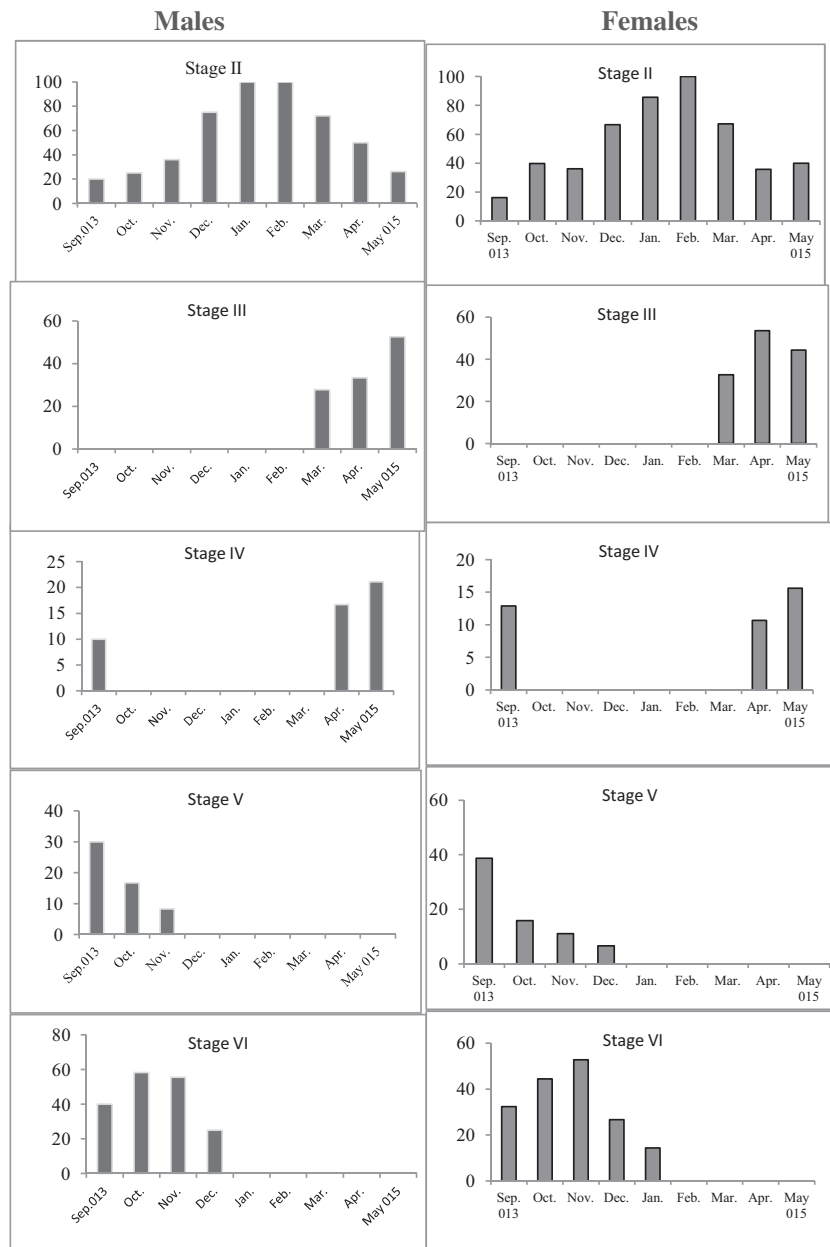 Males
Females
Stage II
100
80
60
40
20
0
Sep.013 Oct. Nov. Dec. Jan. Feb. Mar. Apr. May 015
Stage II
100
80
60
40
20
0
Sep. Oct. Nov. Dec. Jan. Feb. Mar. Apr. May
013 015
Stage III
60
40
20
0
Sep.013 Oct. Nov. Dec. Jan. Feb. Mar. Apr. May 015
Stage III
60
40
20
0
Sep. Oct. Nov. Dec. Jan. Feb. Mar. Apr. May
013 015
Stage IV
25
20
15
10
5
0
Sep.013 Oct. Nov. Dec. Jan. Feb. Mar. Apr. May 015
Stage IV
20
15
10
5
0
Sep. Oct. Nov. Dec. Jan. Feb. Mar. Apr. May
013 015
Stage V
40
30
20
10
0
Sep.013 Oct. Nov. Dec. Jan. Feb. Mar. Apr. May 015
Stage V
60
40
20
0
Sep. Oct. Nov. Dec. Jan. Feb. Mar. Apr. May
013 015
Stage VI
80
60
40
20
0
Sep.013 Oct. Nov. Dec. Jan. Feb. Mar. Apr. May 015
Stage VI
60
40
20
0
Sep. Oct. Nov. Dec. Jan. Feb. Mar. Apr. May
013 015